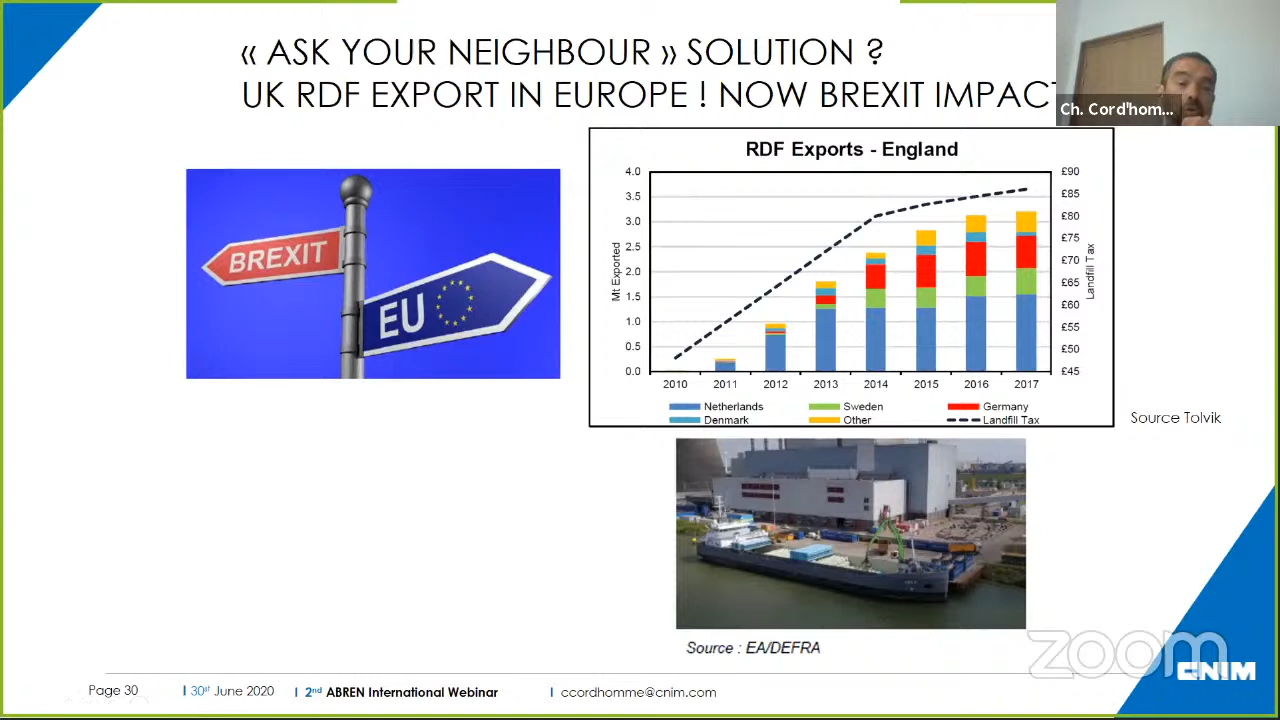 « ASK YOUR NEIGHBOUR » SOLUTION ?
UK RDF EXPORT IN EUROPE ! NOW BREXIT IMPACT
Ch. Cord'hom...
BREXIT
EU
RDF Exports - England
Mt Exported
4.0
3.5
3.0
2.5
2.0
1.5
1.0
0.5
0.0
£90
£85
£80
£75
£70
£65
£60
£55
£50
£45
Landfill Tax
2010 2011 2012 2013 2014 2015 2016 2017
Netherlands Sweden Germany
Denmark Other Landfill Tax
Source Tolvik
Source : EA/DEFRA
zoom
CNIM
Page 30 30st June 2020 2nd ABREN International Webinar ccordhomme@cnim.com